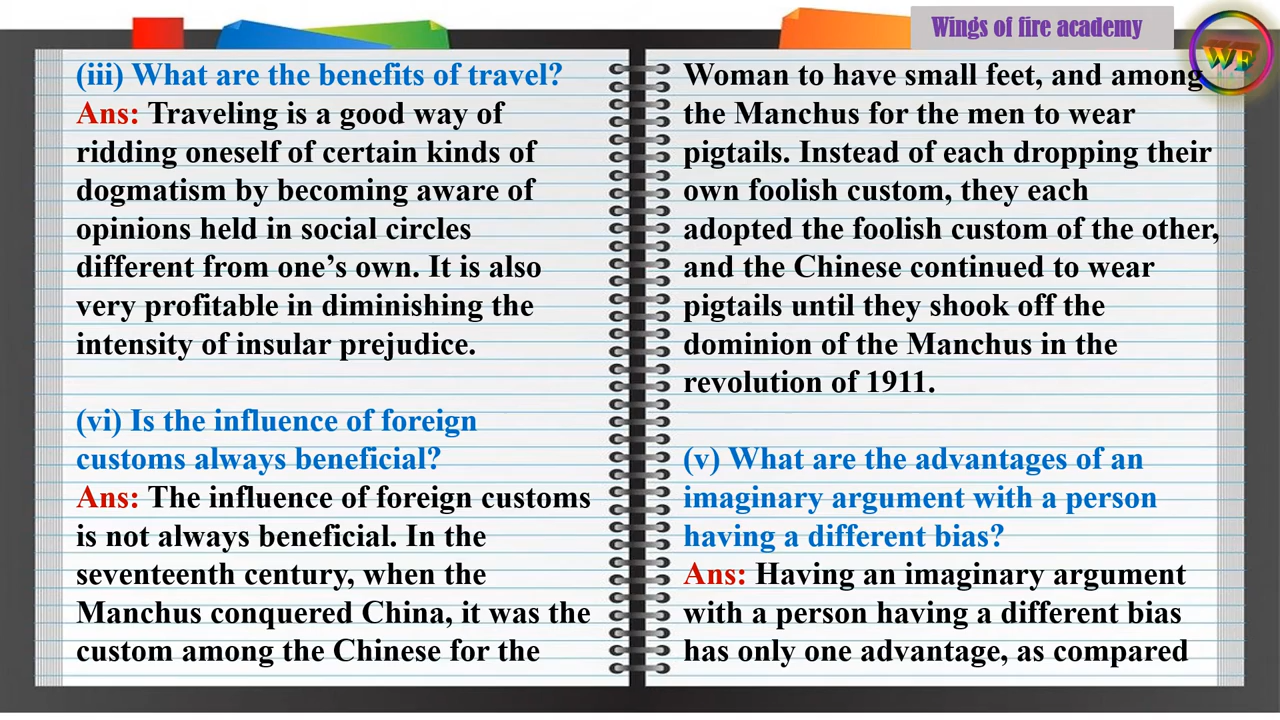 Wings of fire academy
WF
(iii) What are the benefits of travel?
Ans: Traveling is a good way of
ridding oneself of certain kinds of
dogmatism by becoming aware of
opinions held in social circles
different from one's own. It is also
very profitable in diminishing the
intensity of insular prejudice.
(vi) Is the influence of foreign
customs always beneficial?
Ans: The influence of foreign customs
is not always beneficial. In the
seventeenth century, when the
Manchus conquered China, it was the
custom among the Chinese for the
Woman to have small feet, and among
the Manchus for the men to wear
pigtails. Instead of each dropping their
own foolish custom, they each
adopted the foolish custom of the other,
and the Chinese continued to wear
pigtails until they shook off the
dominion of the Manchus in the
revolution of 1911.
(v) What are the advantages of an
imaginary argument with a person
having a different bias?
Ans: Having an imaginary argument
with a person having a different bias
has only one advantage, as compared